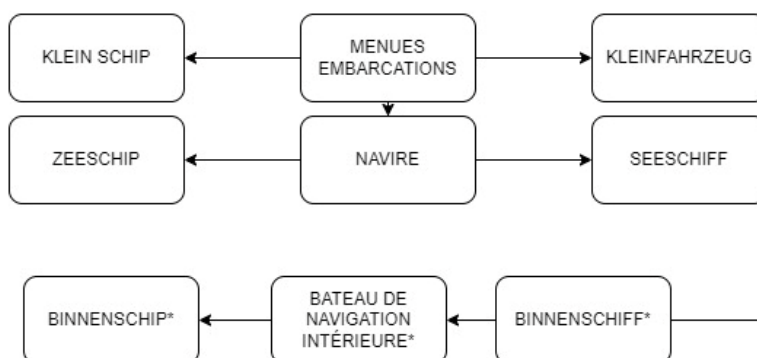 KLEIN SCHIP
MENUES
EMBARCATIONS
KLEINFAHRZEUG
ZEESCHIP
NAVIRE
SEESCHIFF
BINNENSCHIP*
BATEAU DE
NAVIGATION
INTÉRIEURE*
BINNENSCHIFF*